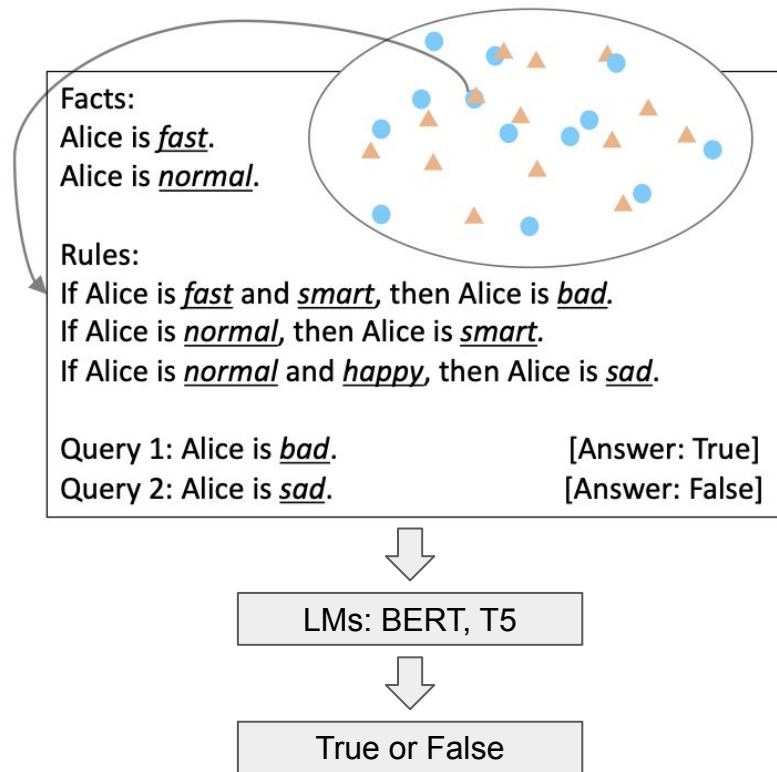 Facts:
Alice is fast.
Alice is normal.
Rules:
If Alice is fast and smart, then Alice is bad.
If Alice is normal, then Alice is smart.
If Alice is normal and happy, then Alice is sad.
Query 1: Alice is bad. [Answer: True]
Query 2: Alice is sad. [Answer: False]
LMs: BERT, T5
True or False